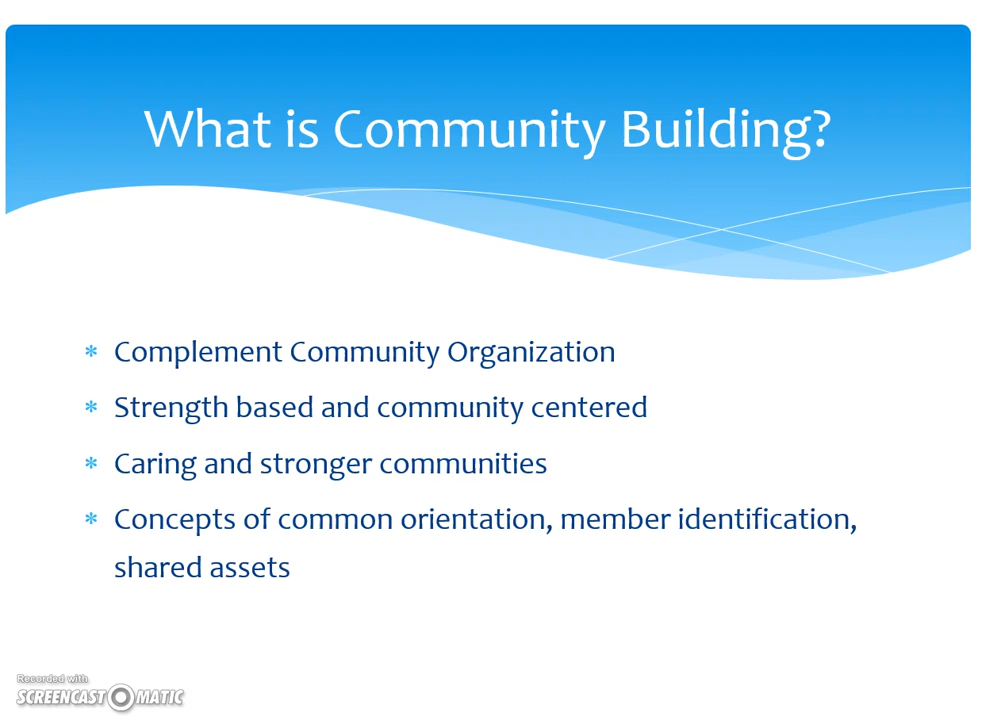 What is Community Building?
* Complement Community Organization
* Strength based and community centered
* Caring and stronger communities
* Concepts of common orientation, member identification,
shared assets
Recorded with
SCREENCAST-O-MATIC